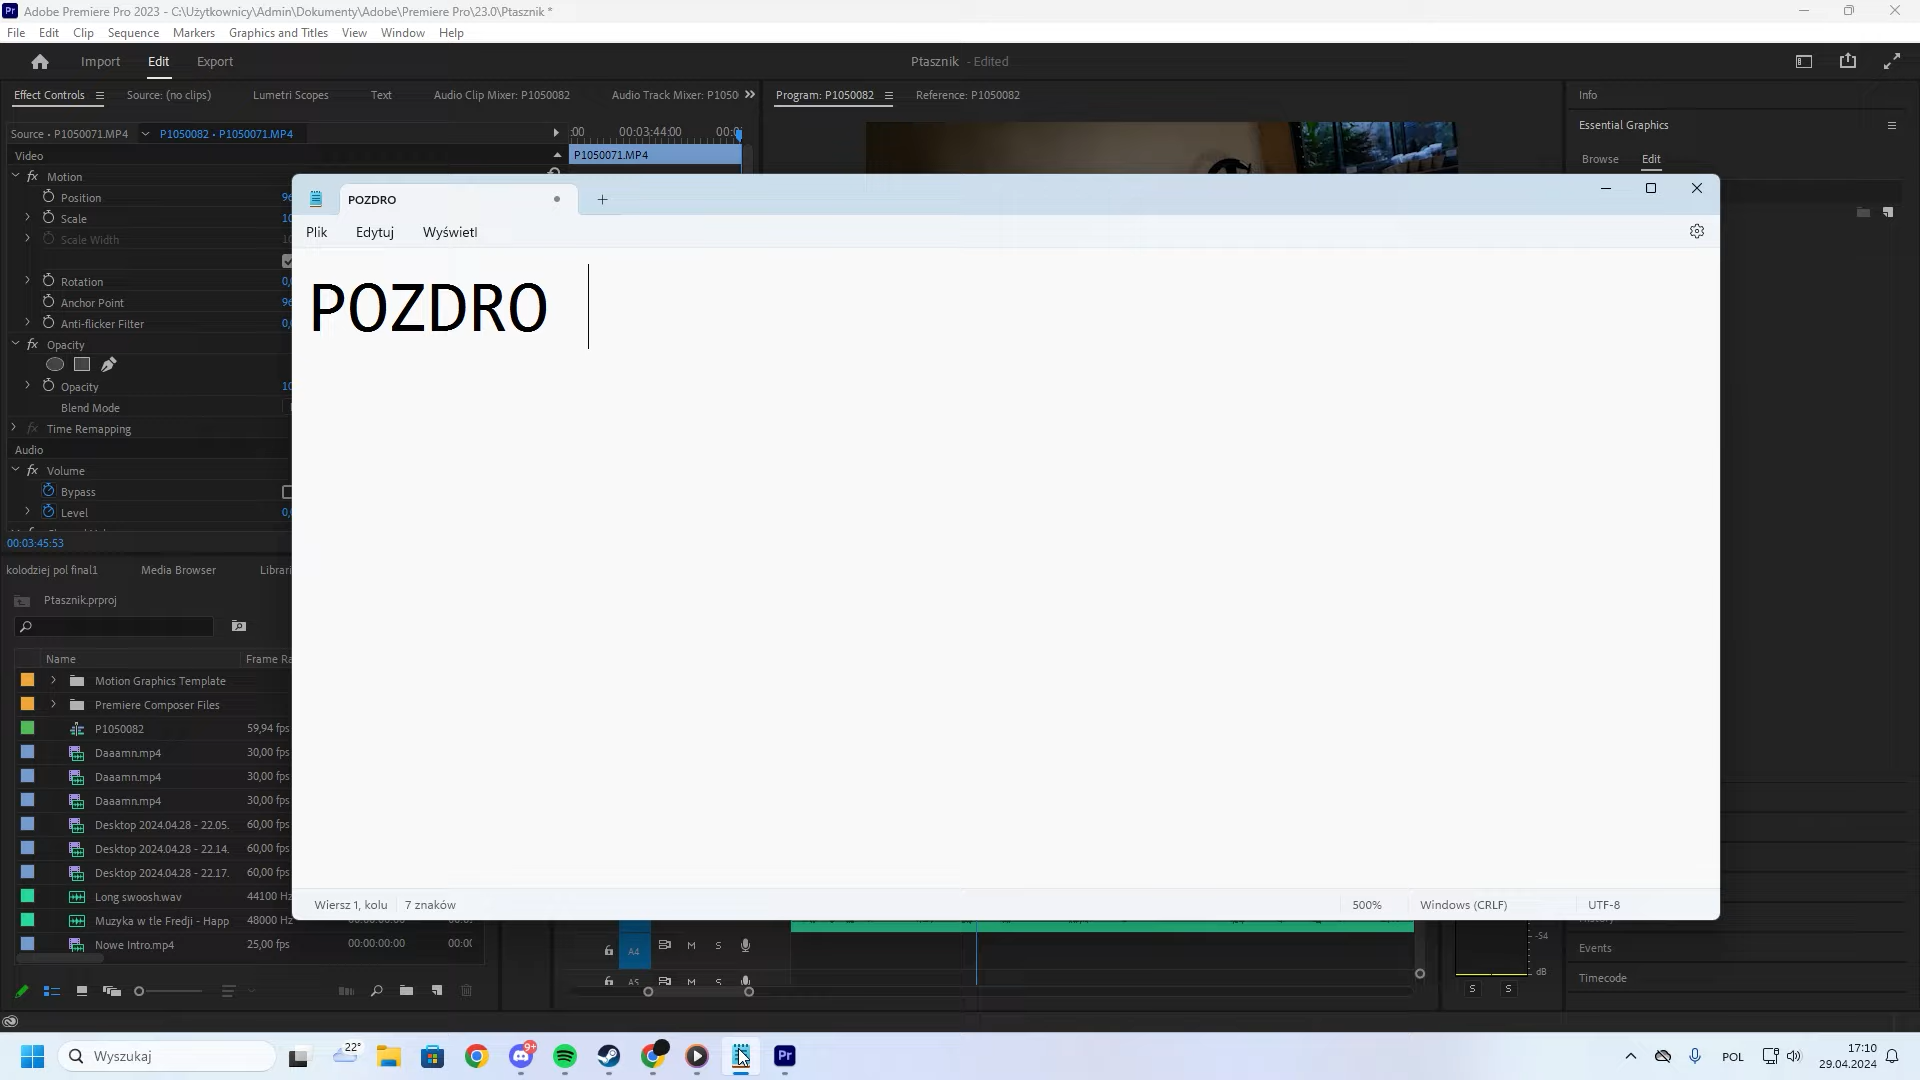 Adobe Premiere Pro 2023 - C:\Użytkownicy\Admin\Dokumenty\Adobe\Premiere Pro\23.0\Ptasznik *
File Edit Clip Sequence Markers Graphics and Titles View Window Help
Import Edit Export
Ptasznik - Edited
Effect Controls Source: (no clips) Lumetri Scopes Text Audio Clip Mixer: P1050082 Audio Track Mixer: P1050
Program: P1050082 Reference: P1050082
Info
Source • P1050071.MP4 P1050082 • P1050071.MP4
:00 00:03:44:00
Essential Graphics
Video
P1050071.MP4
Browse Edit
Motion
Position
Scale
Scale Width
Rotation
Anchor Point
Anti-flicker Filter
Opacity
Opacity
Blend Mode
Time Remapping
Audio
Volume
Bypass
Level
00:03:45:53
POZDRO
Plik Edytuj Wyświetl
POZDRO
Wiersz 1, kolu 7 znaków
500% Windows (CRLF) UTF-8
kolodziej pol final1 Media Browser Librari
Ptasznik.prproj
Name Frame Ra
Motion Graphics Template
Premiere Composer Files
P1050082 59,94 fps
Daaamn.mp4 30,00 fps
Daaamn.mp4 30,00 fps
Daaamn.mp4 30,00 fps
Desktop 2024.04.28 - 22.05. 60,00 fps
Desktop 2024.04.28 - 22.14. 60,00 fps
Desktop 2024.04.28 - 22.17. 60,00 fps
Long swoosh.wav 44100 Hz
Muzyka w tle Fredji - Happ 48000 Hz
Nowe Intro.mp4 25,00 fps 00:00:00:00 00:0
A4 M S
A5 M S
-54
dB
S S
Events
Timecode
22°
Wyszukaj
9+
POL
17:10
29.04.2024